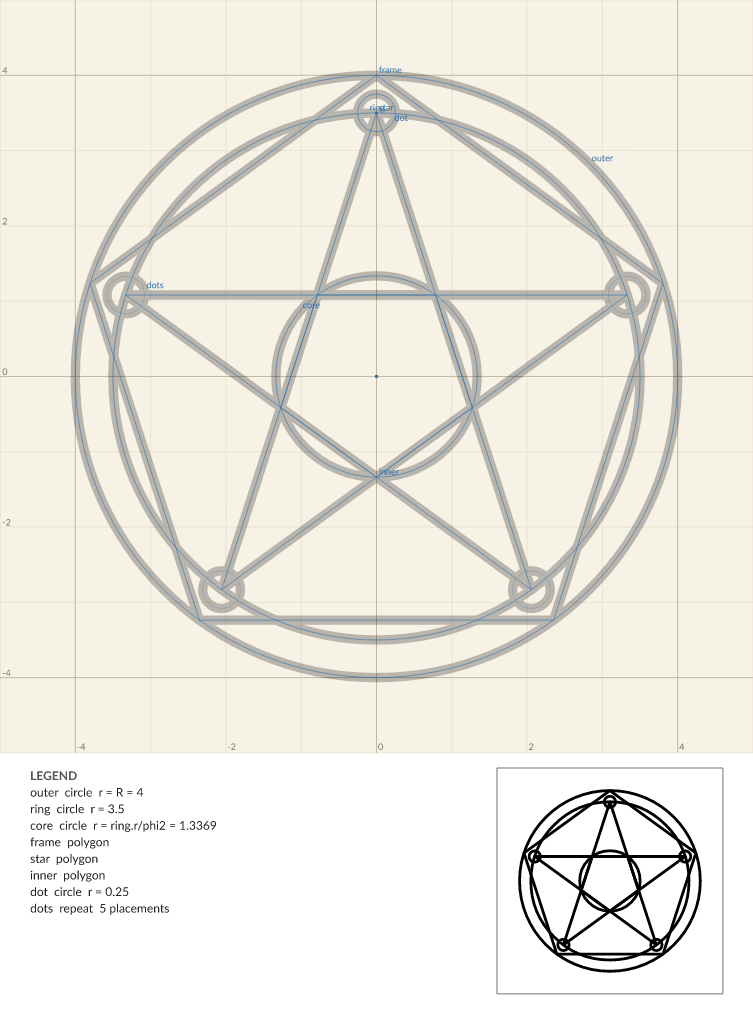 4
frame
ring
star
dot
outer
2
dots
core
0
inner
-2
-4
-4
-2
0
2
4
LEGEND
outer circle r = R = 4
ring circle r = 3.5
core circle r = ring.r/phi2 = 1.3369
frame polygon
star polygon
inner polygon
dot circle r = 0.25
dots repeat 5 placements